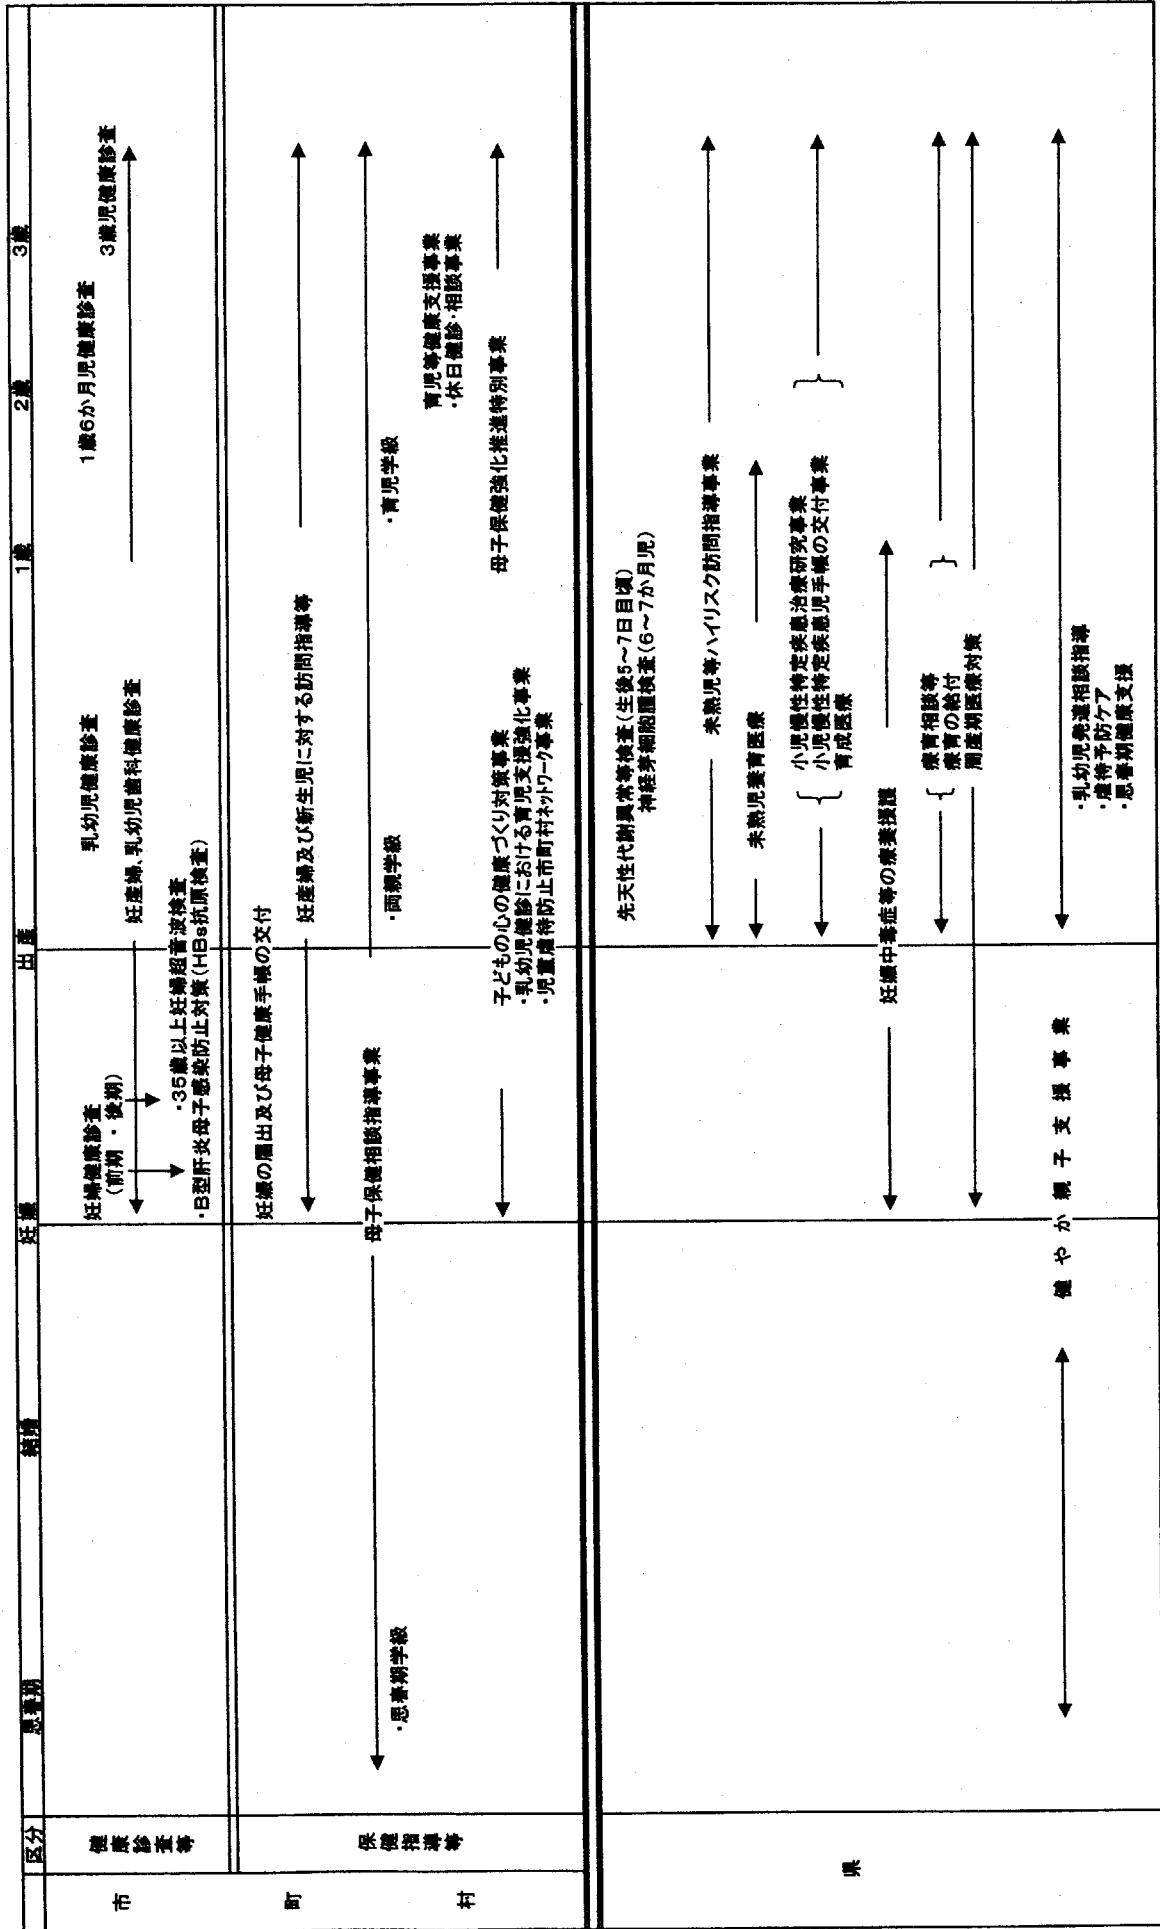 区分
思春期
結婚
妊娠
出産
1歳
2歳
3歳
市
町
村
健康診査等
妊婦健康診査
(前期・後期)
・35歳以上妊婦超音波検査
・B型肝炎母子感染防止対策(HBs抗原検査)
乳幼児健康診査
妊産婦、乳幼児歯科健康診査
1歳6か月児健康診査
3歳児健康診査
保健指導等
妊娠の届出及び母子健康手帳の交付
妊産婦及び新生児に対する訪問指導等
母子保健相談指導事業
・思春期学級
・両親学級
・育児学級
育児等健康支援事業
・休日健診・相談事業
母子保健強化推進特別事業
子どもの心の健康づくり対策事業
・乳幼児健診における育児支援強化事業
・児童虐待防止市町村ネットワーク事業
県
先天性代謝異常等検査(生後5~7日目頃)
神経芽細胞腫検査(6~7か月児)
未熟児等ハイリスク訪問指導事業
未熟児養育医療
小児慢性特定疾患治療研究事業
小児慢性特定疾患児手帳の交付事業
育成医療
妊娠中毒症等の療養援護
療育相談等
療育の給付
周産期医療対策
健やか親子支援事業
・乳幼児発達相談指導
・虐待予防ケア
・思春期健康支援